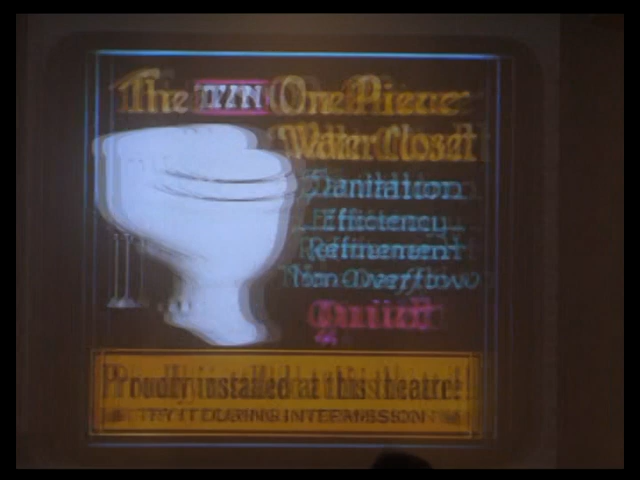 The T/N One Piece
Water Closet
Sanitation
Efficiency
Refinement
Non-Overflow
Quiet
Proudly installed at this theatre!
TRY IT DURING INTERMISSION